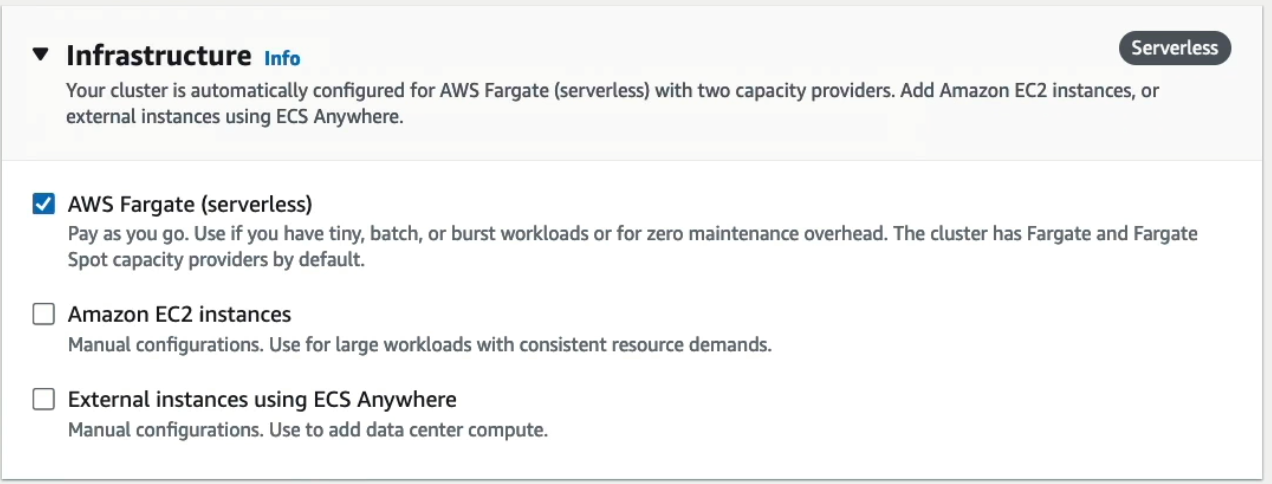 Infrastructure Info
Serverless
Your cluster is automatically configured for AWS Fargate (serverless) with two capacity providers. Add Amazon EC2 instances, or
external instances using ECS Anywhere.
AWS Fargate (serverless)
Pay as you go. Use if you have tiny, batch, or burst workloads or for zero maintenance overhead. The cluster has Fargate and Fargate
Spot capacity providers by default.
Amazon EC2 instances
Manual configurations. Use for large workloads with consistent resource demands.
External instances using ECS Anywhere
Manual configurations. Use to add data center compute.